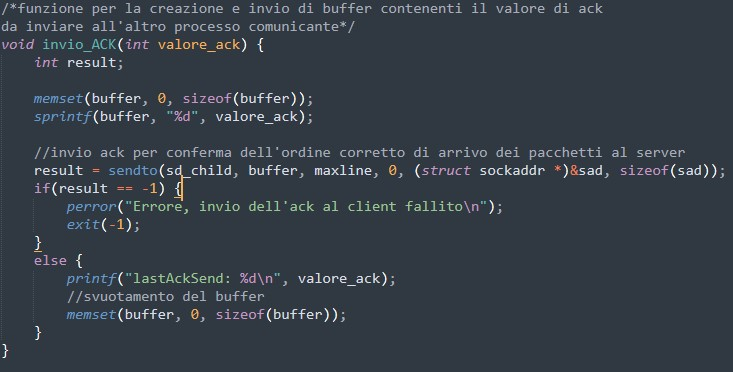 /*funzione per la creazione e invio di buffer contenenti il valore di ack
da inviare all'altro processo comunicante*/
void invio_ACK(int valore_ack) {
    int result;

    memset(buffer, 0, sizeof(buffer));
    sprintf(buffer, "%d", valore_ack);

    //invio ack per conferma dell'ordine corretto di arrivo dei pacchetti al server
    result = sendto(sd_child, buffer, maxline, 0, (struct sockaddr *)&sad, sizeof(sad));
    if(result == -1) {
        perror("Errore, invio dell'ack al client fallito\n");
        exit(-1);
    }
    else {
        printf("lastAckSend: %d\n", valore_ack);
        //svuotamento del buffer
        memset(buffer, 0, sizeof(buffer));
    }
}